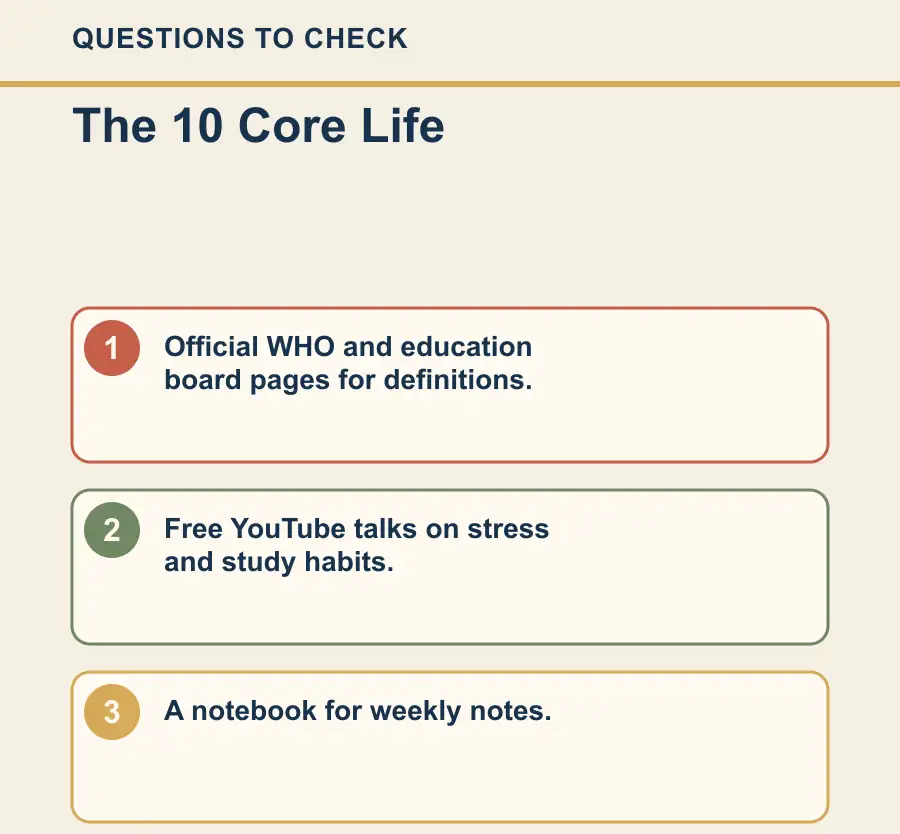 QUESTIONS TO CHECK
The 10 Core Life
1
Official WHO and education
board pages for definitions.
2
Free YouTube talks on stress
and study habits.
3
A notebook for weekly notes.